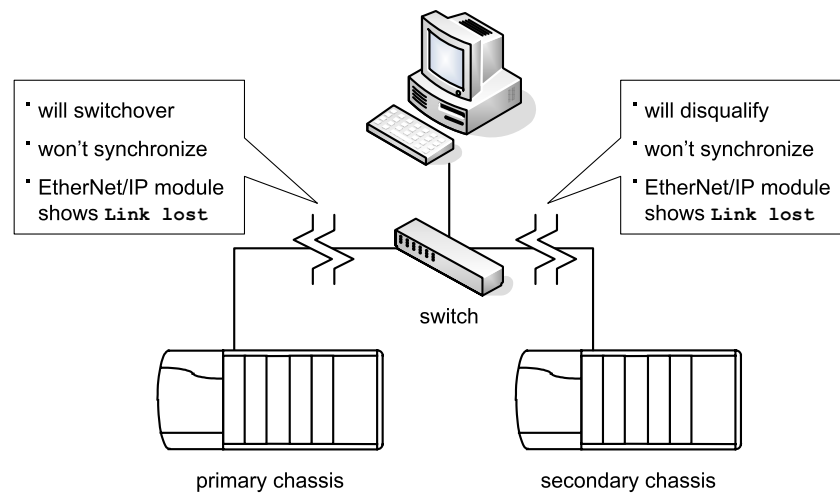 ▪ will switchover
▪ won't synchronize
▪ EtherNet/IP module
shows Link lost
▪ will disqualify
▪ won't synchronize
▪ EtherNet/IP module
shows Link lost
switch
primary chassis
secondary chassis